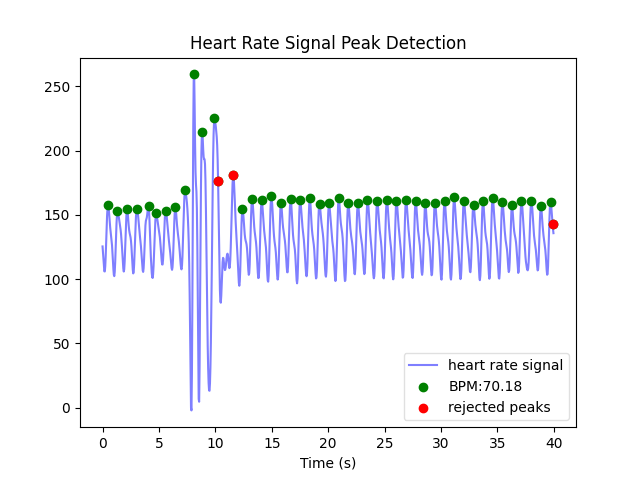 Heart Rate Signal Peak Detection
250
200
150
100
50
0
0 5 10 15 20 25 30 35 40
Time (s)
heart rate signal
BPM:70.18
rejected peaks